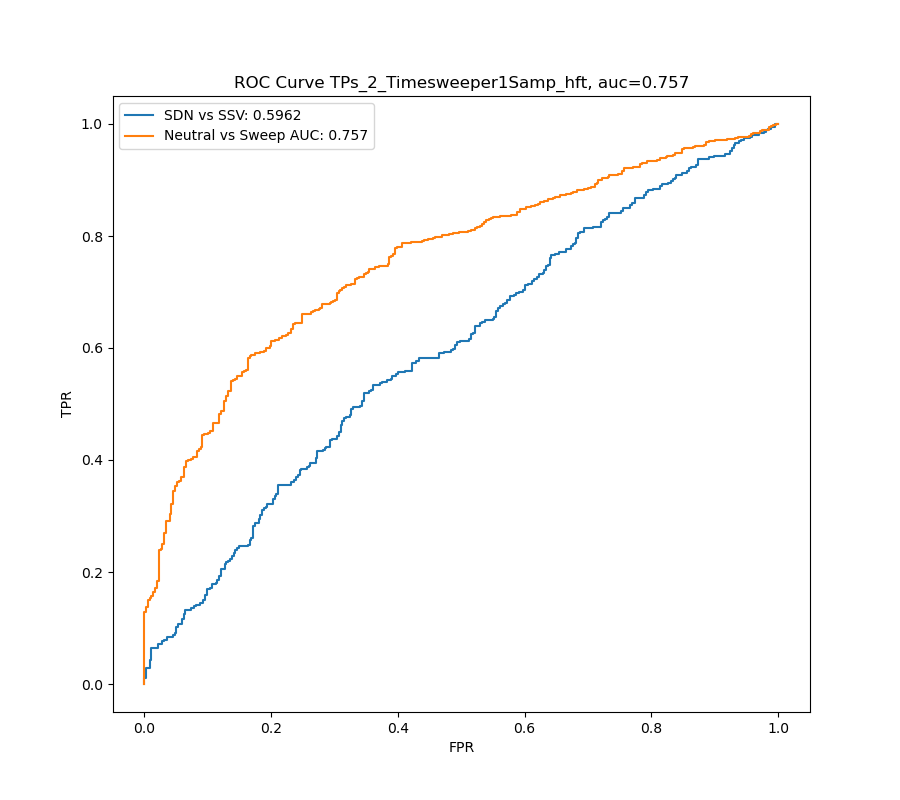 ROC Curve TPs_2_Timesweeper1Samp_hft, auc=0.757
SDN vs SSV: 0.5962
Neutral vs Sweep AUC: 0.757
1.0
0.8
0.6
0.4
0.2
0.0
TPR
0.0 0.2 0.4 0.6 0.8 1.0
FPR